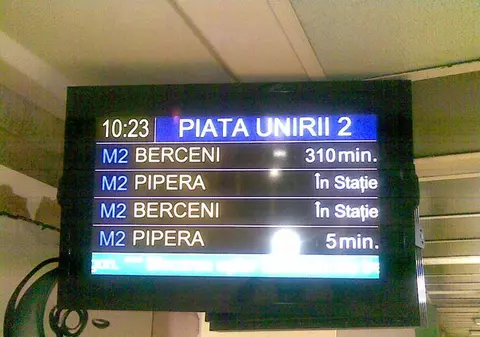 10:23 PIATA UNIRII 2
M2 BERCENI 310 min.
M2 PIPERA În Stație
M2 BERCENI În Stație
M2 PIPERA 5 min.